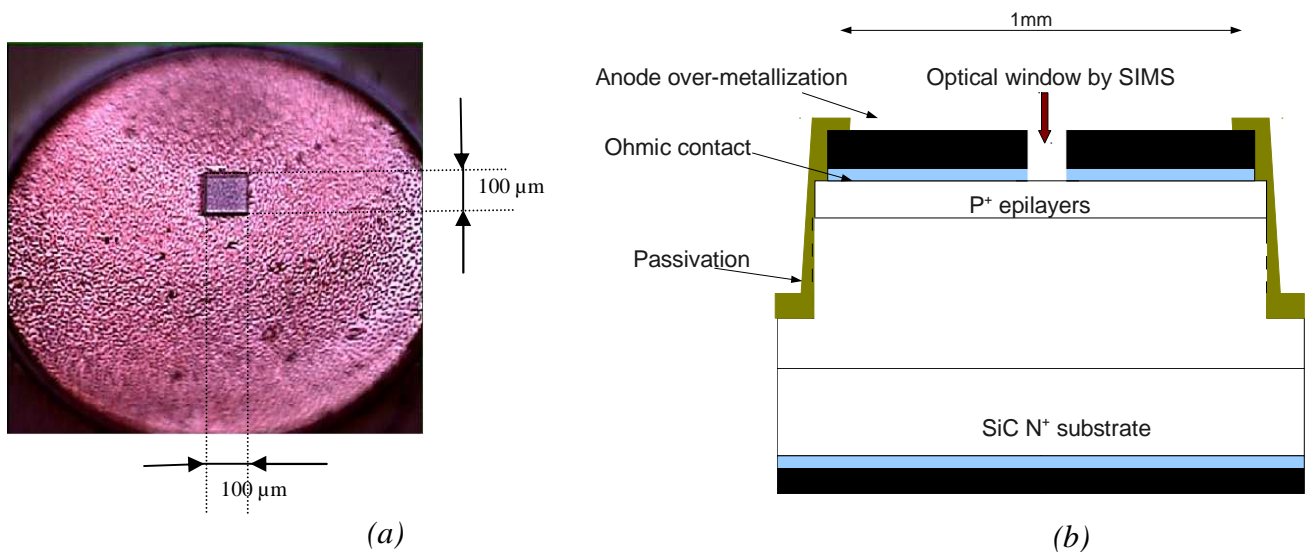 100 µm
100 µm
(a)
1mm
Anode over-metallization
Optical window by SIMS
Ohmic contact
P+ epilayers
Passivation
SiC N+ substrate
(b)